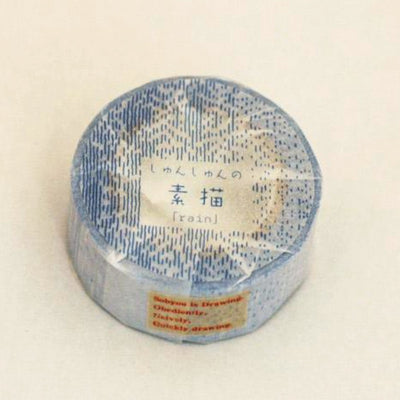 しゅんしゅんの
素描
「rain」
Sobyou is Drawing.
Obediently,
Naively,
Quickly drawing.